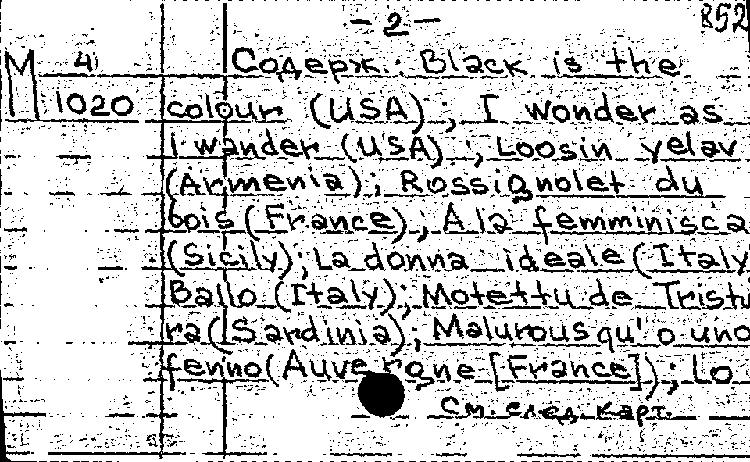 - 2 -
852
М 4
1020
Содерж.: Black is the
colour (USA); I wonder as
I wander (USA); Loosin yelav
(Armenia); Rossignolet du
bois (France); A la femminisca
(Sicily); La donna ideale (Italy
Ballo (Italy); Motettu de Tristu
ra (Sardinia); Malurous qu'o uno
fenno (Auvergne [France]); Lo
См. след. карт.